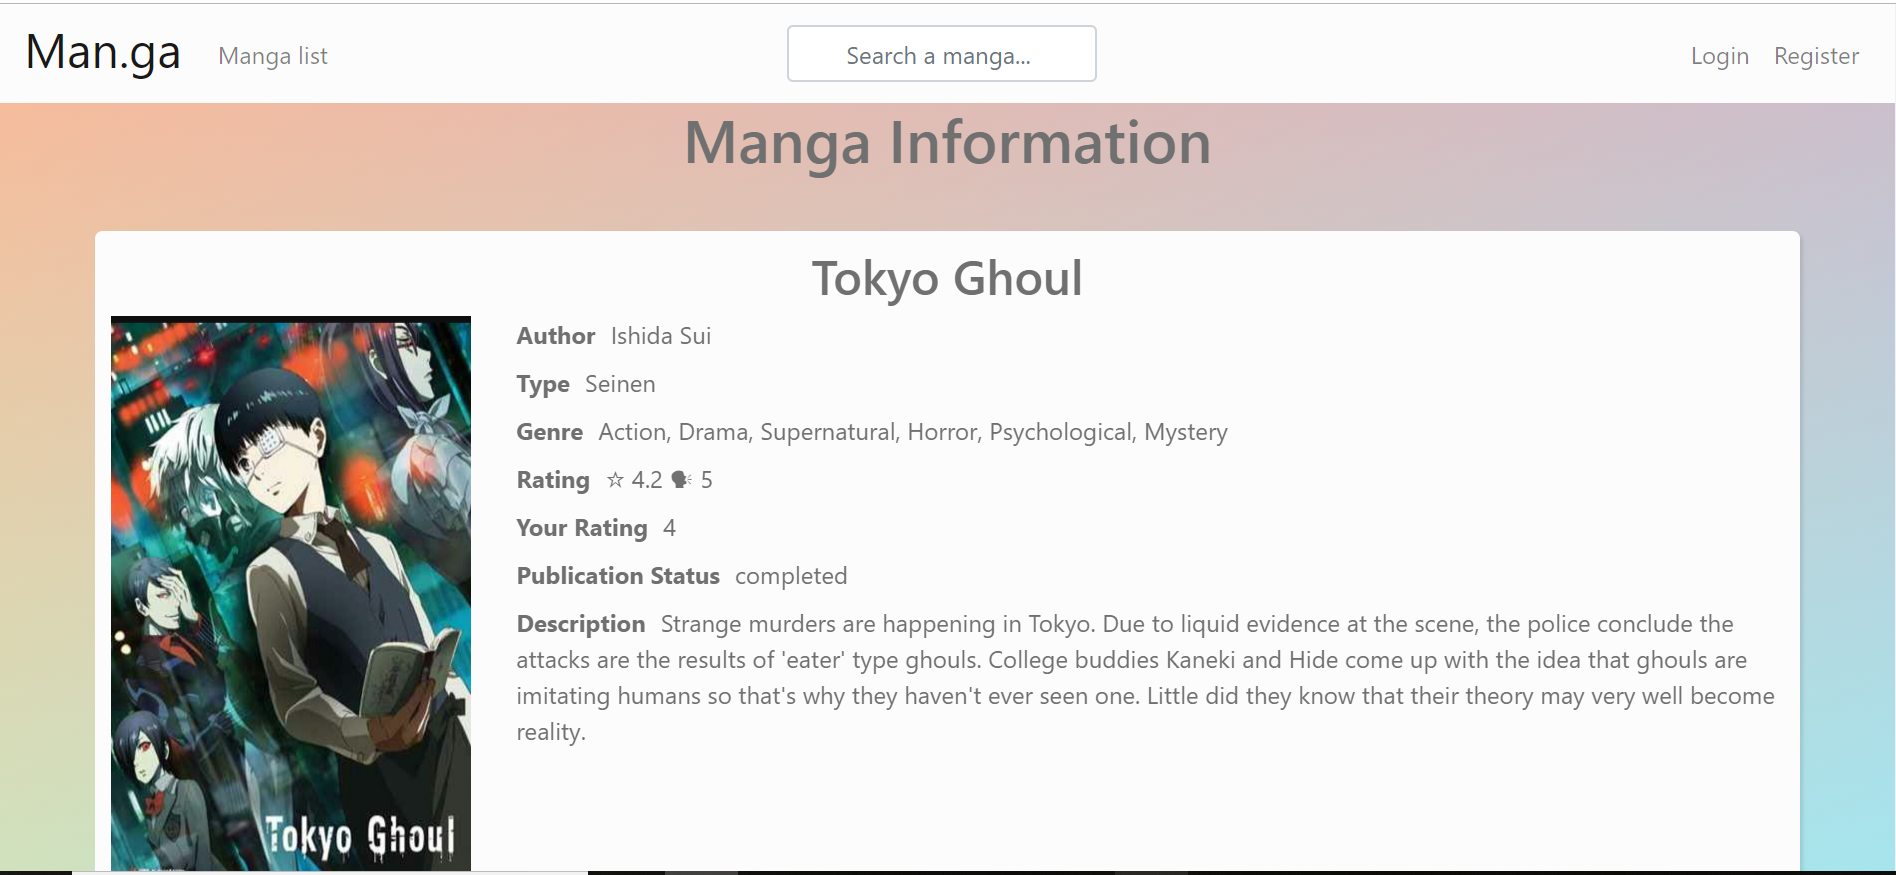 Man.ga Manga list Search a manga... Login Register
Manga Information
Tokyo Ghoul
Author Ishida Sui
Type Seinen
Genre Action, Drama, Supernatural, Horror, Psychological, Mystery
Rating ☆ 4.2 🗣 5
Your Rating 4
Publication Status completed
Description Strange murders are happening in Tokyo. Due to liquid evidence at the scene, the police conclude the
attacks are the results of 'eater' type ghouls. College buddies Kaneki and Hide come up with the idea that ghouls are
imitating humans so that's why they haven't ever seen one. Little did they know that their theory may very well become
reality.
Tokyo Ghoul